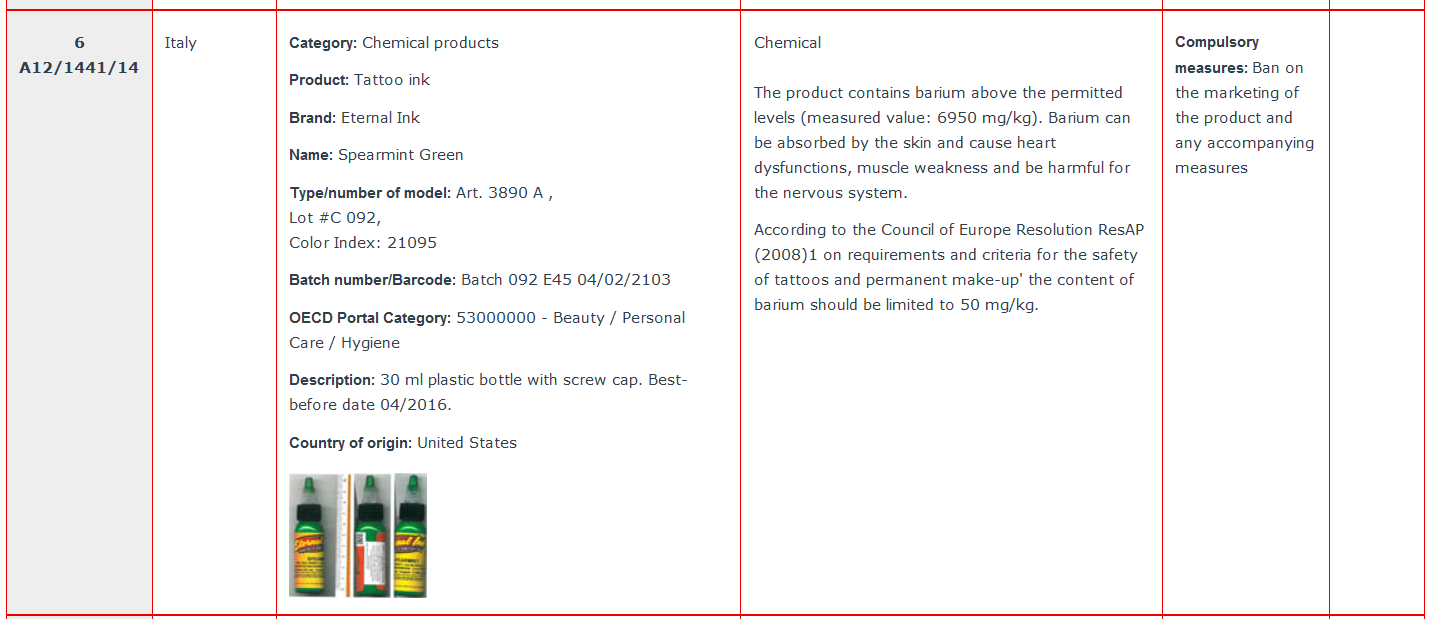 6
A12/1441/14
Italy
Category: Chemical products
Product: Tattoo ink
Brand: Eternal Ink
Name: Spearmint Green
Type/number of model: Art. 3890 A ,
Lot #C 092,
Color Index: 21095
Batch number/Barcode: Batch 092 E45 04/02/2103
OECD Portal Category: 53000000 - Beauty / Personal
Care / Hygiene
Description: 30 ml plastic bottle with screw cap. Best-
before date 04/2016.
Country of origin: United States
Eternal
Chemical
The product contains barium above the permitted
levels (measured value: 6950 mg/kg). Barium can
be absorbed by the skin and cause heart
dysfunctions, muscle weakness and be harmful for
the nervous system.
According to the Council of Europe Resolution ResAP
(2008)1 on requirements and criteria for the safety
of tattoos and permanent make-up' the content of
barium should be limited to 50 mg/kg.
Compulsory
measures: Ban on
the marketing of
the product and
any accompanying
measures